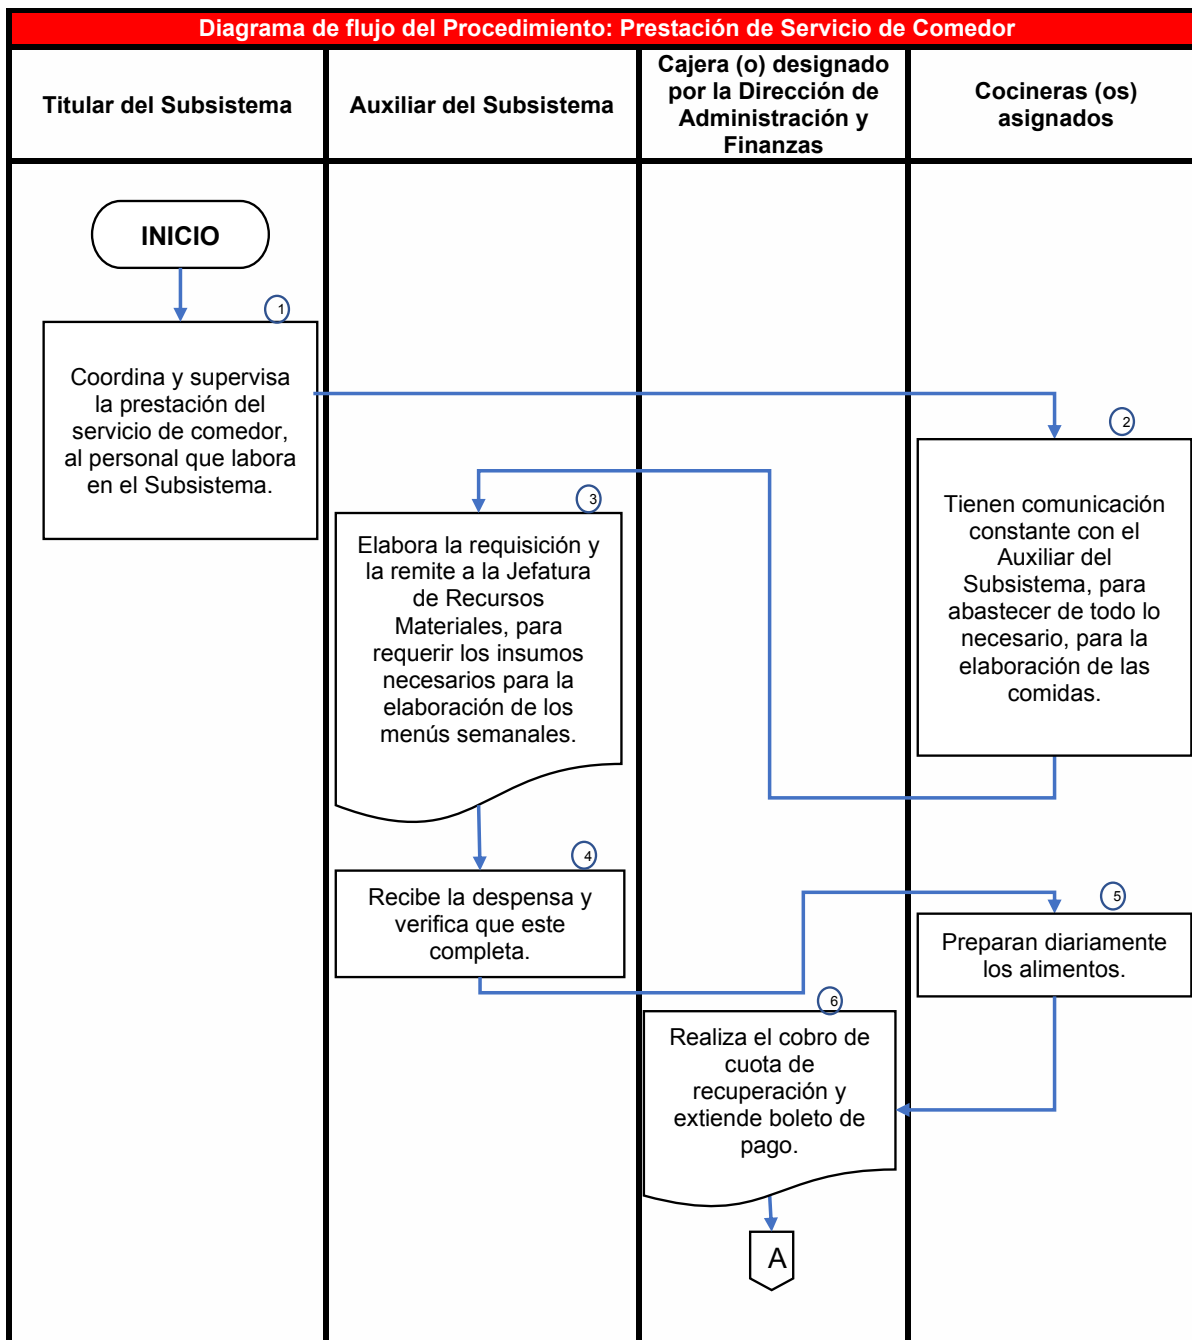 Diagrama de flujo del Procedimiento: Prestación de Servicio de Comedor
Titular del Subsistema
Auxiliar del Subsistema
Cajera (o) designado
por la Dirección de
Administración y
Finanzas
Cocineras (os)
asignados
INICIO
1
Coordina y supervisa
la prestación del
servicio de comedor,
al personal que labora
en el Subsistema.
2
Tienen comunicación
constante con el
Auxiliar del
Subsistema, para
abastecer de todo lo
necesario, para la
elaboración de las
comidas.
3
Elabora la requisición y
la remite a la Jefatura
de Recursos
Materiales, para
requerir los insumos
necesarios para la
elaboración de los
menús semanales.
4
Recibe la despensa y
verifica que este
completa.
5
Preparan diariamente
los alimentos.
6
Realiza el cobro de
cuota de
recuperación y
extiende boleto de
pago.
A